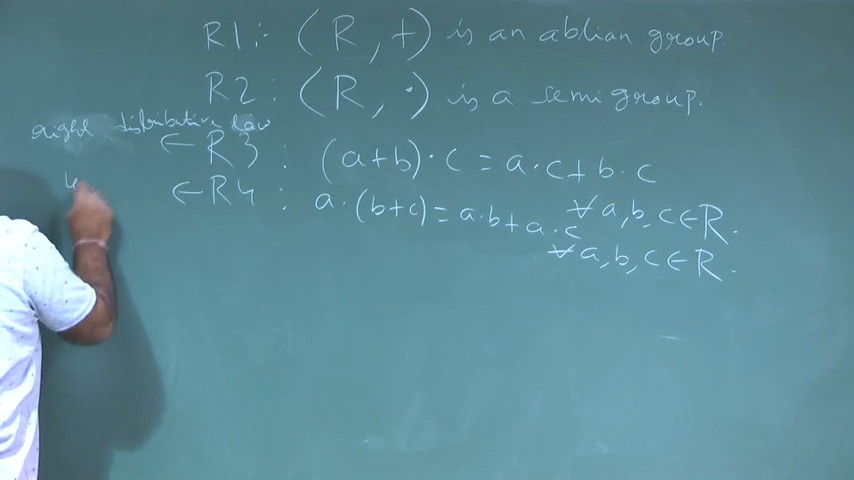 R1:- (R, +) is an ablian group
R2 : (R, ·) is a semi group.
right distributive law
← R3 : (a+b)·c = a·c + b·c
∀ a, b, c ∈ R.
← R4 : a·(b+c) = a·b + a·c
∀ a, b, c ∈ R.